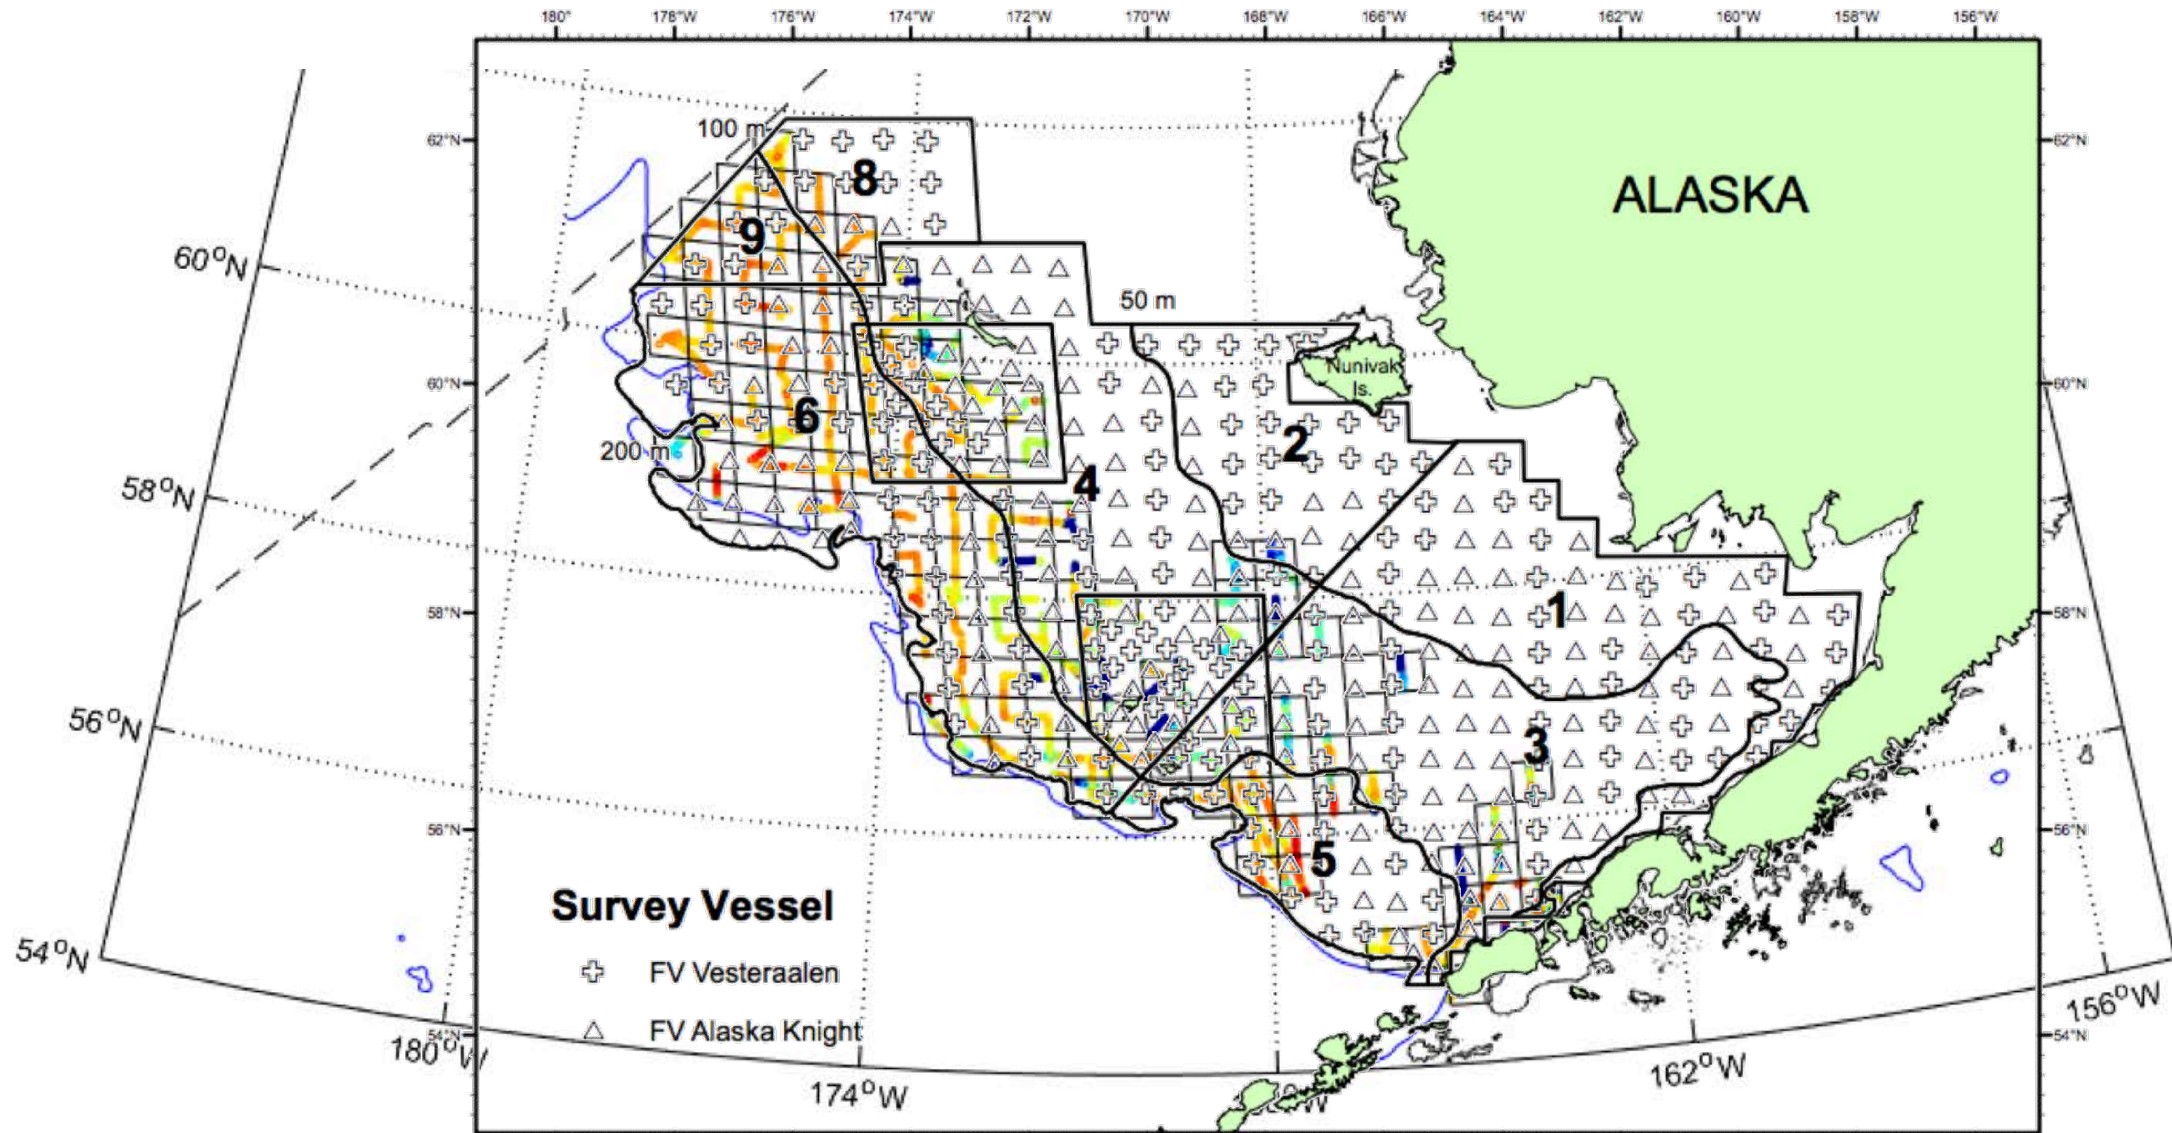 180° 178°W 176°W 174°W 172°W 170°W 168°W 166°W 164°W 162°W 160°W 158°W 156°W
100 m
62°N 62°N
8
ALASKA
9
60°N
50 m
Nunivak
Is.
60°N 60°N
6
2
200 m
4
58°N
1
58°N 58°N
56°N
3
56°N 56°N
5
Survey Vessel
54°N
FV Vesteraalen
FV Alaska Knight
54°N 54°N
180°W
156°W
174°W
162°W
W